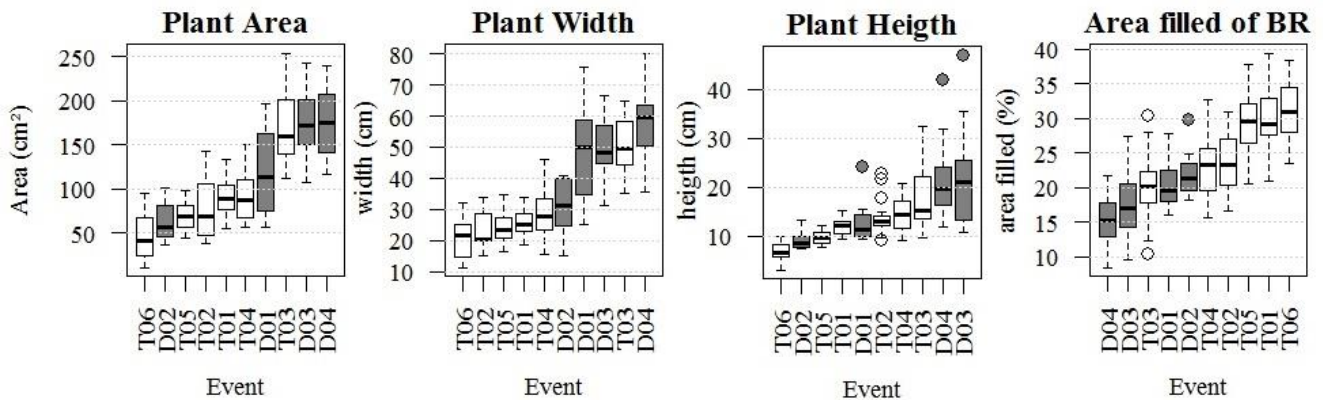 Plant Area
Area (cm²)
250
200
150
100
50
T06
D02
T05
T02
T01
T04
D01
T03
D03
D04
Event
Plant Width
width (cm)
80
70
60
50
40
30
20
10
T06
T02
T05
T01
T04
D02
D01
D03
T03
D04
Event
Plant Heigth
heigth (cm)
40
30
20
10
T06
D02
T05
T01
D01
T02
T04
T03
D04
D03
Event
Area filled of BR
area filled (%)
40
35
30
25
20
15
10
D04
D03
T03
D01
D02
T04
T02
T05
T01
T06
Event